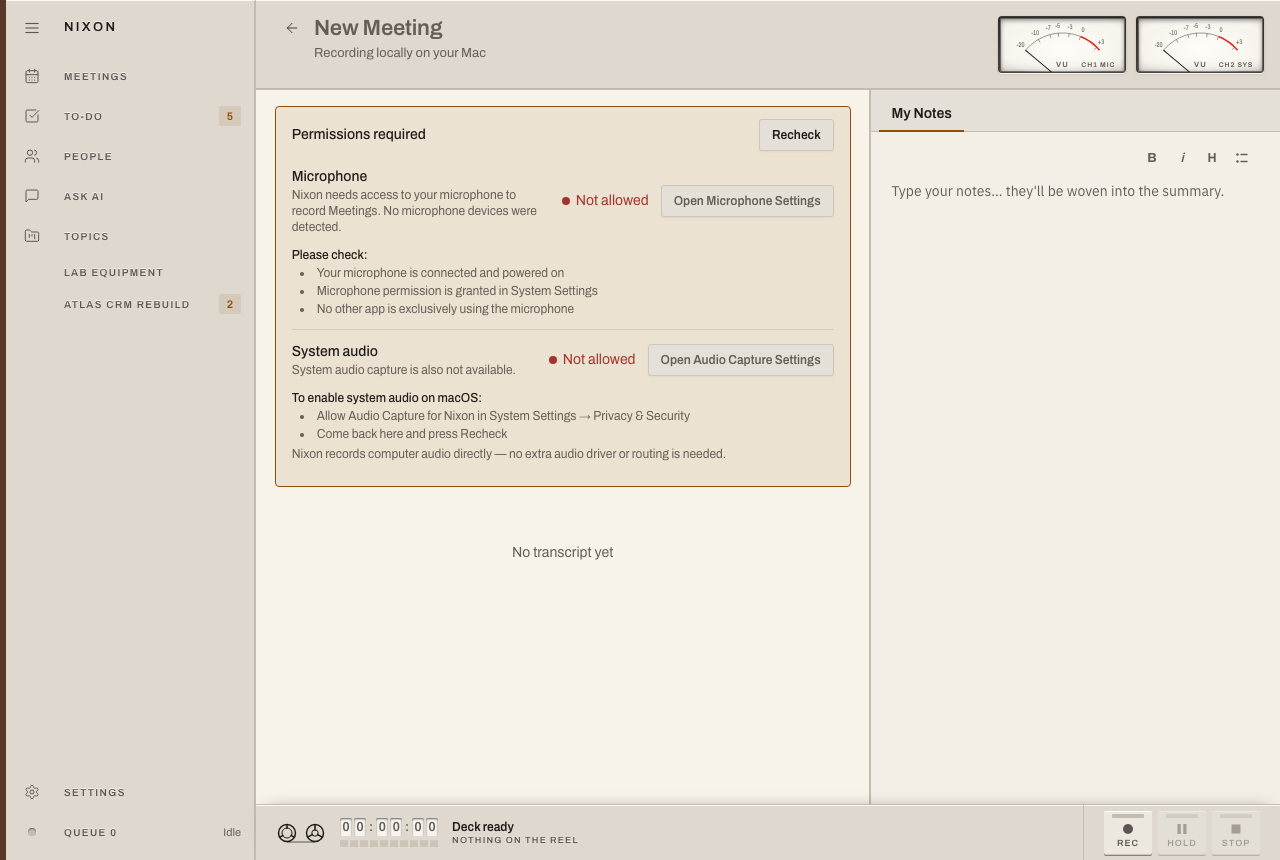 NIXON
MEETINGS
TO-DO 5
PEOPLE
ASK AI
TOPICS
LAB EQUIPMENT
ATLAS CRM REBUILD 2
SETTINGS
QUEUE 0 Idle
New Meeting
Recording locally on your Mac
-20 -10 -7 -5 -3 0 +3
VU CH1 MIC
-20 -10 -7 -5 -3 0 +3
VU CH2 SYS
Permissions required
Recheck
Microphone
Nixon needs access to your microphone to
record Meetings. No microphone devices were
detected.
Not allowed
Open Microphone Settings
Please check:
• Your microphone is connected and powered on
• Microphone permission is granted in System Settings
• No other app is exclusively using the microphone
System audio
System audio capture is also not available.
Not allowed
Open Audio Capture Settings
To enable system audio on macOS:
• Allow Audio Capture for Nixon in System Settings → Privacy & Security
• Come back here and press Recheck
Nixon records computer audio directly — no extra audio driver or routing is needed.
No transcript yet
My Notes
B i H
Type your notes... they'll be woven into the summary.
00:00:00
Deck ready
NOTHING ON THE REEL
REC
HOLD
STOP